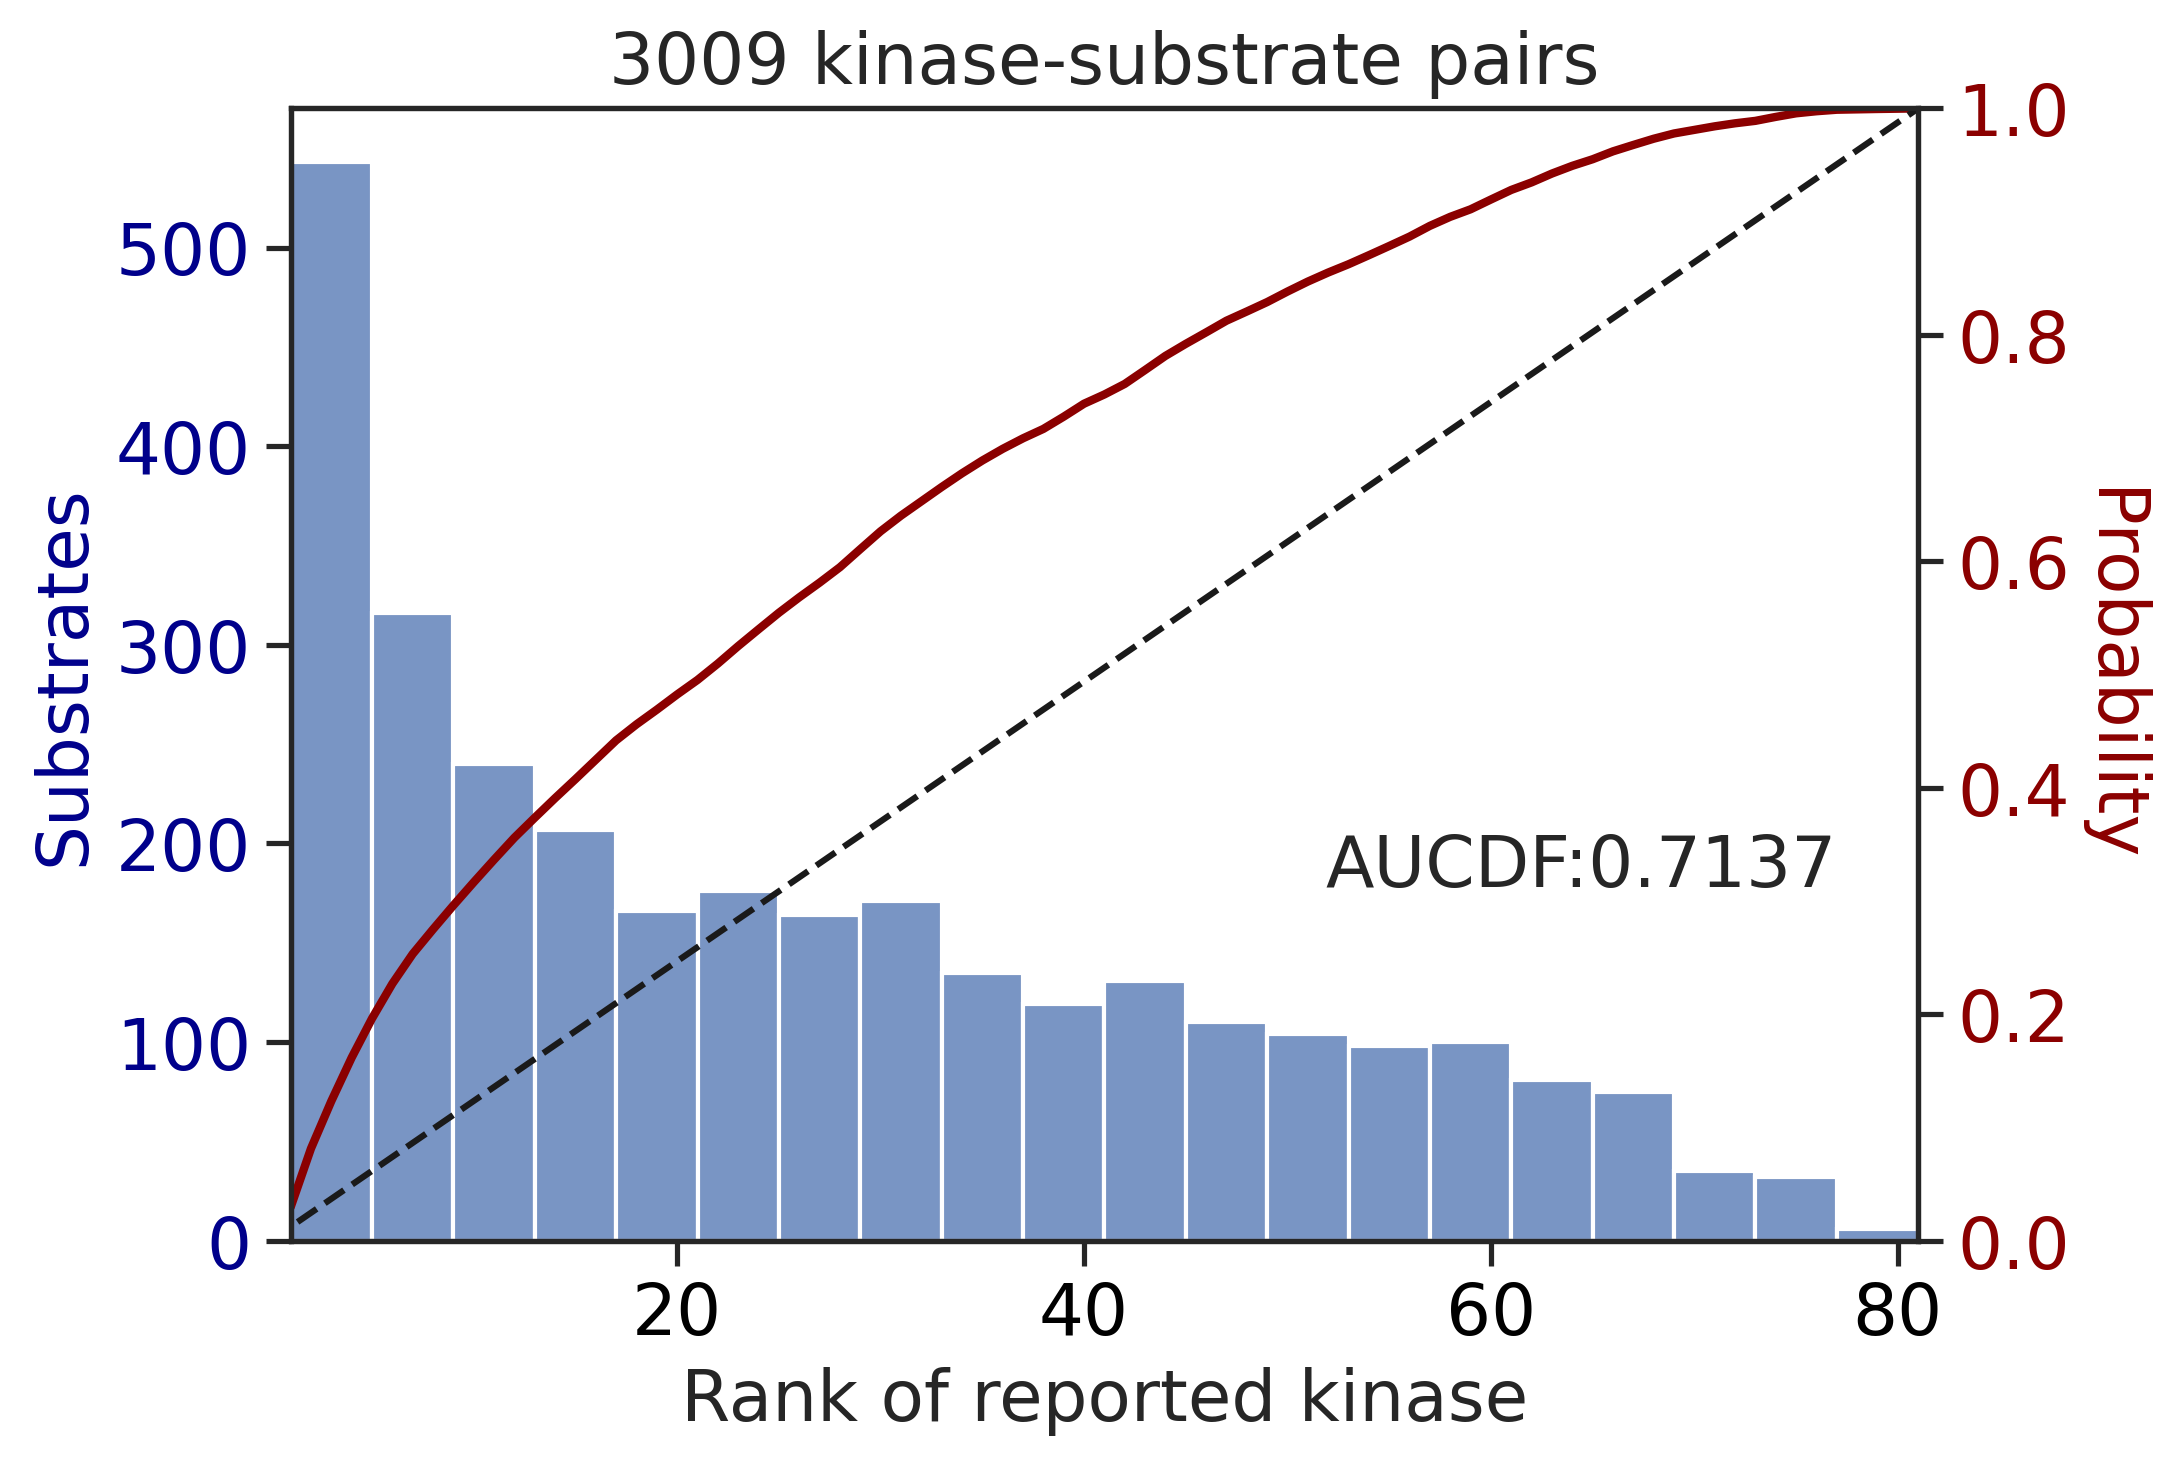 3009 kinase-substrate pairs
Substrates
500
400
300
200
100
0
1.0
0.8
0.6
0.4
0.2
0.0
Probability
AUCDF:0.7137
20 40 60 80
Rank of reported kinase